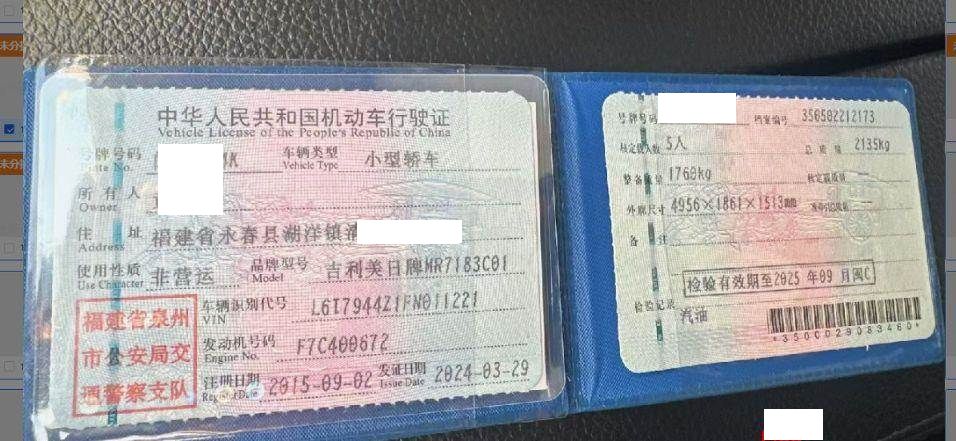 中华人民共和国机动车行驶证
Vehicle License of the People's Republic of China
号牌号码 K 车辆类型 小型轿车
Plate No. Vehicle Type
所有人
Owner
住址 福建省永春县湖洋镇
Address
使用性质 非营运 品牌型号 吉利美日牌MR7183C01
Use Character Model
车辆识别代号 L6T7944Z1FN011221
VIN
发动机号码 F7C400672
Engine No.
注册日期 2015-09-02 发证日期 2024-03-29
Register Date Issue Date
福建省泉州
市公安局交
通警察支队
号牌号码 档案编号 350502212173
核定载人数 5人 总质量 2135kg
整备质量 1760kg 核定载质量
外廓尺寸 4956×1861×1513mm 准牵引总质量
备注
检验有效期至2025年09月闽C
检验记录
汽油
*3500029083460*